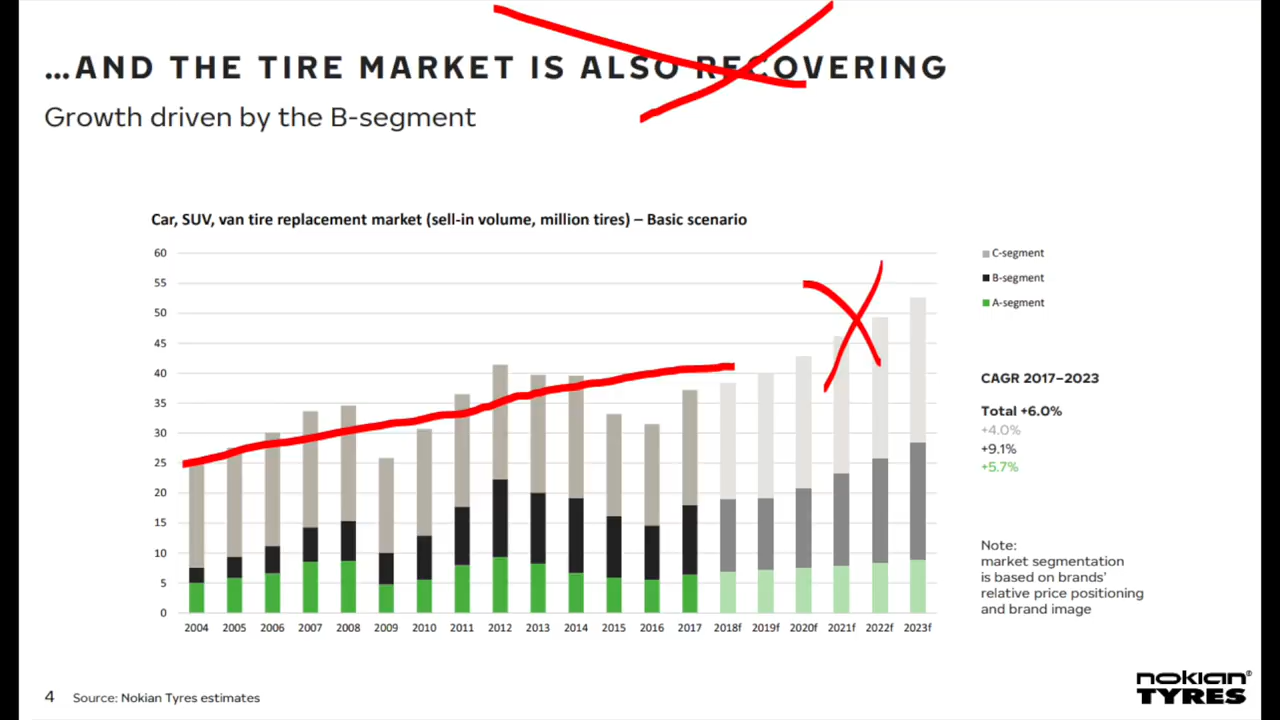 ...AND THE TIRE MARKET IS ALSO RECOVERING
Growth driven by the B-segment
Car, SUV, van tire replacement market (sell-in volume, million tires) – Basic scenario
60
55
50
45
40
35
30
25
20
15
10
5
0
2004 2005 2006 2007 2008 2009 2010 2011 2012 2013 2014 2015 2016 2017 2018f 2019f 2020f 2021f 2022f 2023f
C-segment
B-segment
A-segment
CAGR 2017–2023
Total +6.0%
+4.0%
+9.1%
+5.7%
Note:
market segmentation
is based on brands'
relative price positioning
and brand image
4 Source: Nokian Tyres estimates
nokian®
TYRES